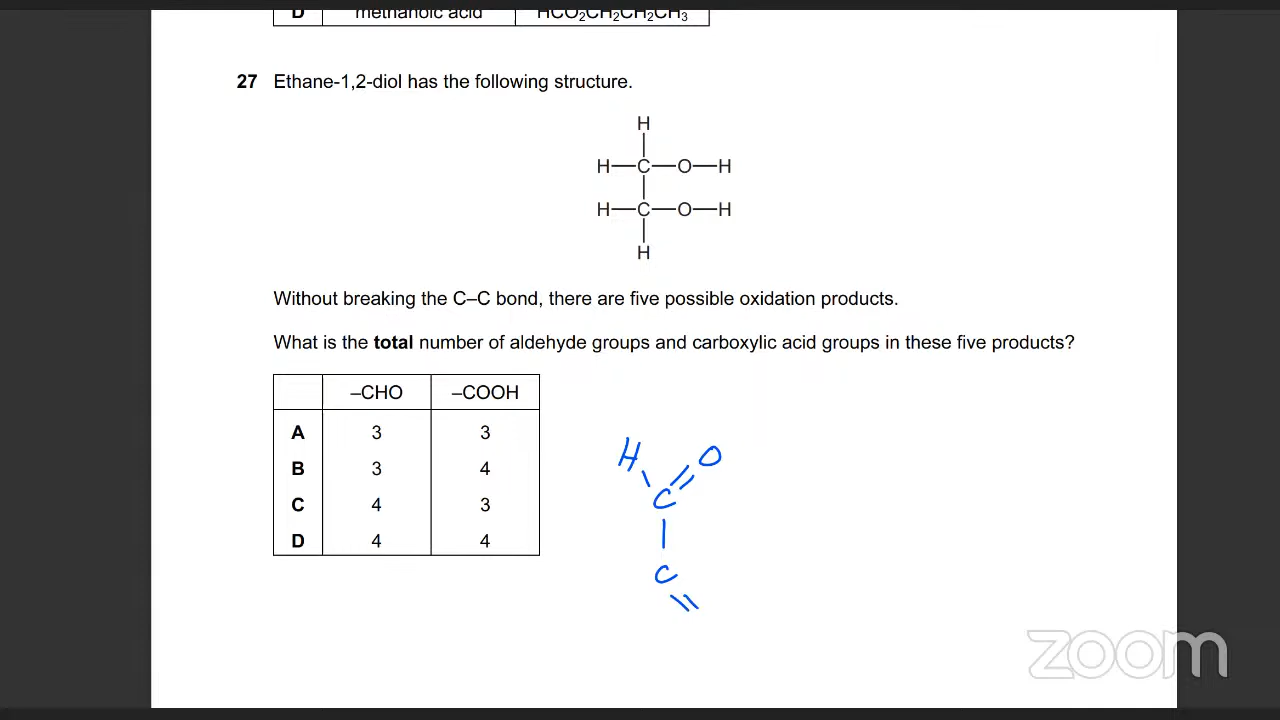 D methanoic acid HCO₂CH₂CH₂CH₃
27 Ethane-1,2-diol has the following structure.
H
H—C—O—H
H—C—O—H
H
Without breaking the C–C bond, there are five possible oxidation products.
What is the total number of aldehyde groups and carboxylic acid groups in these five products?
–CHO –COOH
A 3 3
B 3 4
C 4 3
D 4 4
H O
C
C
zoom